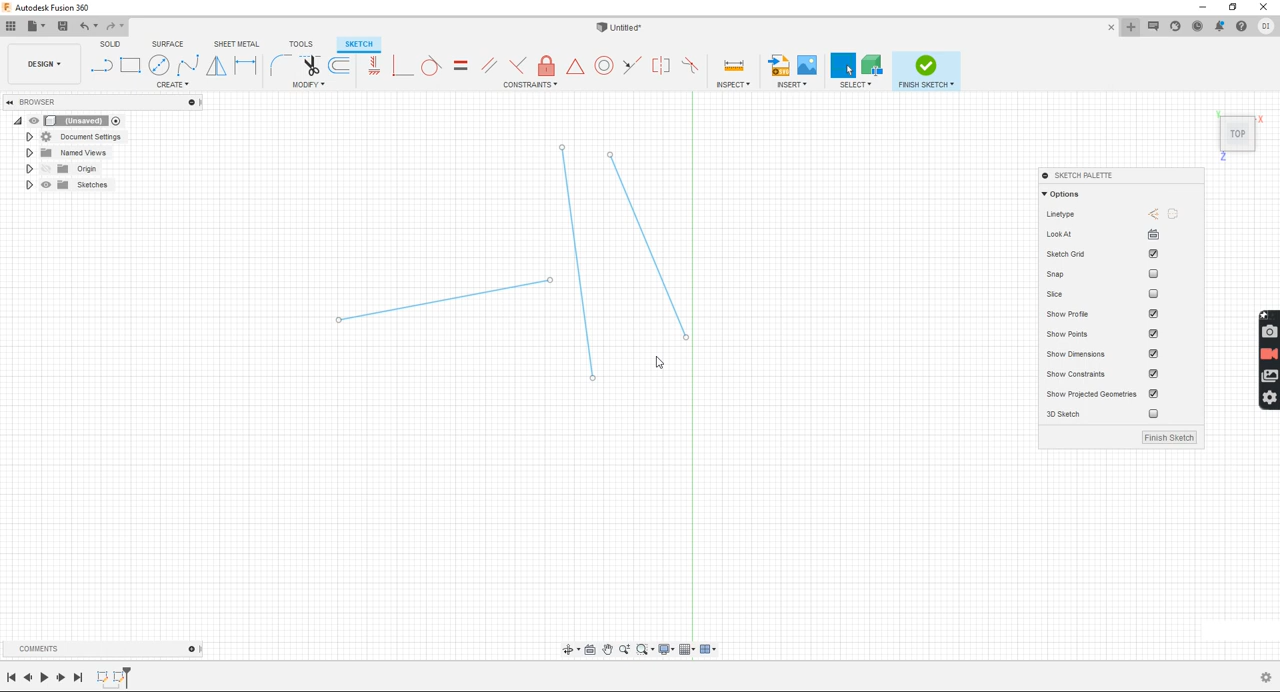 Autodesk Fusion 360
Untitled*
DI
DESIGN
SOLID
SURFACE
SHEET METAL
TOOLS
SKETCH
CREATE
MODIFY
CONSTRAINTS
INSPECT
INSERT
SELECT
FINISH SKETCH
BROWSER
(Unsaved)
Document Settings
Named Views
Origin
Sketches
TOP
X
Y
Z
SKETCH PALETTE
Options
Linetype
Look At
Sketch Grid
Snap
Slice
Show Profile
Show Points
Show Dimensions
Show Constraints
Show Projected Geometries
3D Sketch
Finish Sketch
COMMENTS